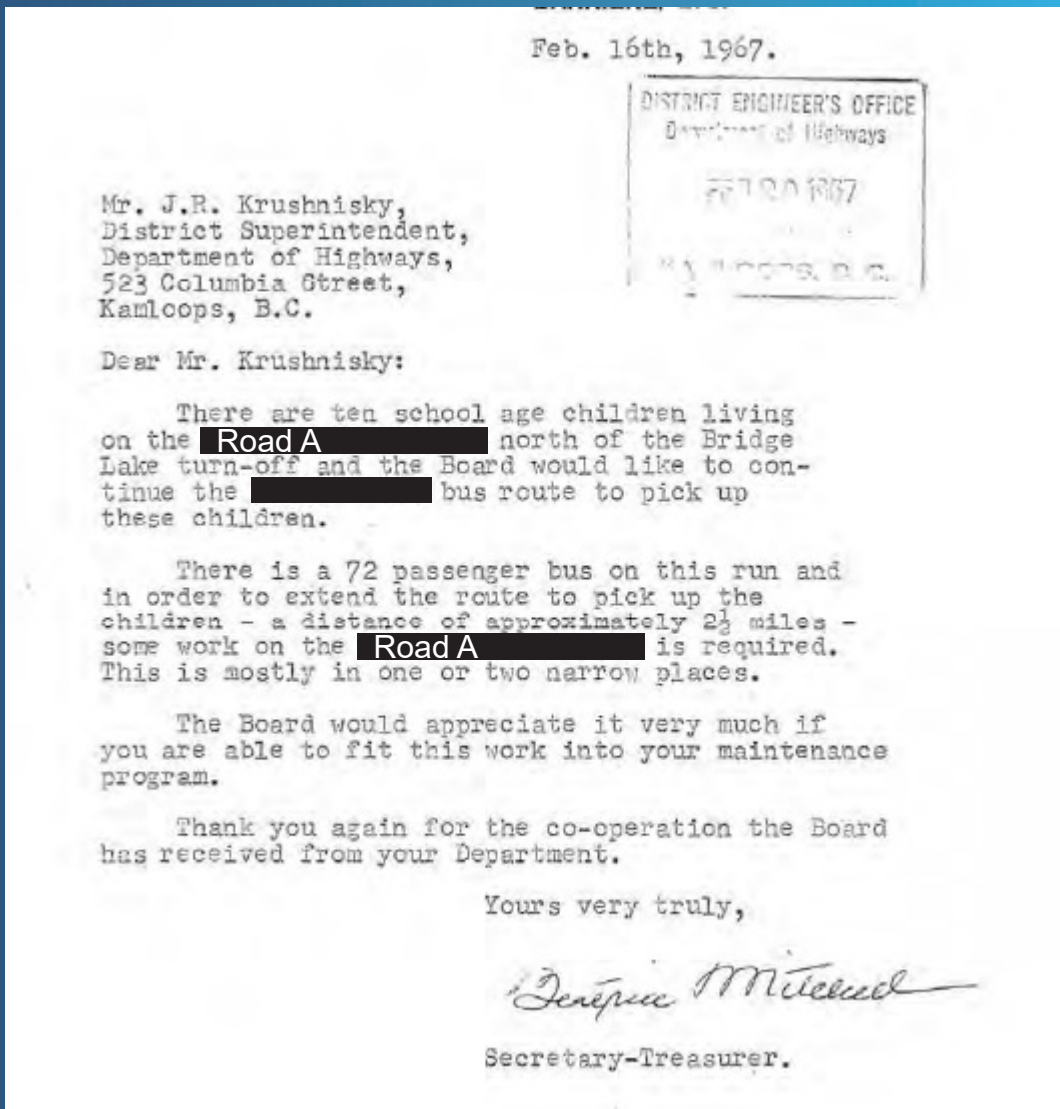 Feb. 16th, 1967.
DISTRICT ENGINEER'S OFFICE
Department of Highways
1967
Mr. J.R. Krushnisky,
District Superintendent,
Department of Highways,
523 Columbia Street,
Kamloops, B.C.
Dear Mr. Krushnisky:
There are ten school age children living
on the Road A north of the Bridge
Lake turn-off and the Board would like to con-
tinue the bus route to pick up
these children.
There is a 72 passenger bus on this run and
in order to extend the route to pick up the
children - a distance of approximately 2½ miles -
some work on the Road A is required.
This is mostly in one or two narrow places.
The Board would appreciate it very much if
you are able to fit this work into your maintenance
program.
Thank you again for the co-operation the Board
has received from your Department.
Yours very truly,
Secretary-Treasurer.